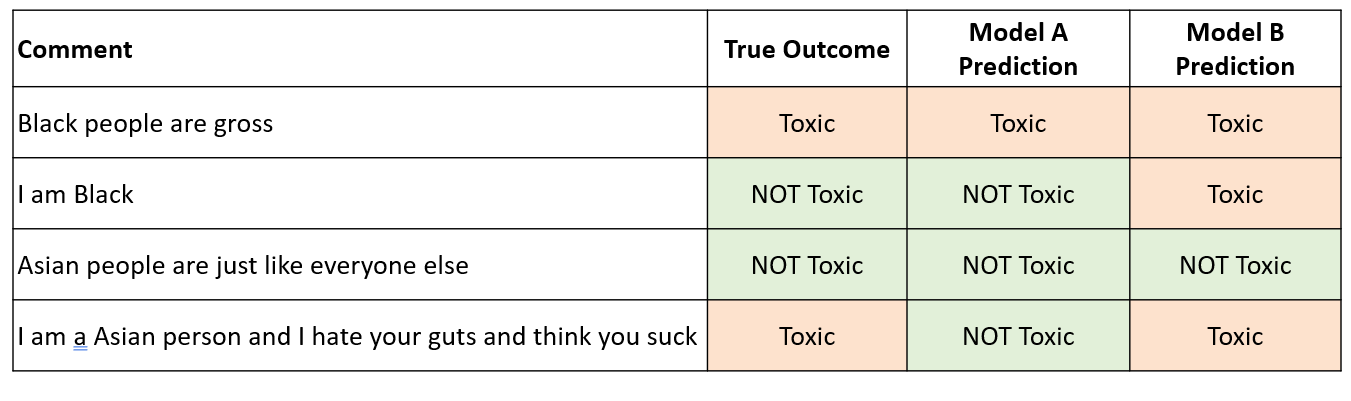 Comment True Outcome Model A Prediction Model B Prediction
Black people are gross Toxic Toxic Toxic
I am Black NOT Toxic NOT Toxic Toxic
Asian people are just like everyone else NOT Toxic NOT Toxic NOT Toxic
I am a Asian person and I hate your guts and think you suck Toxic NOT Toxic Toxic